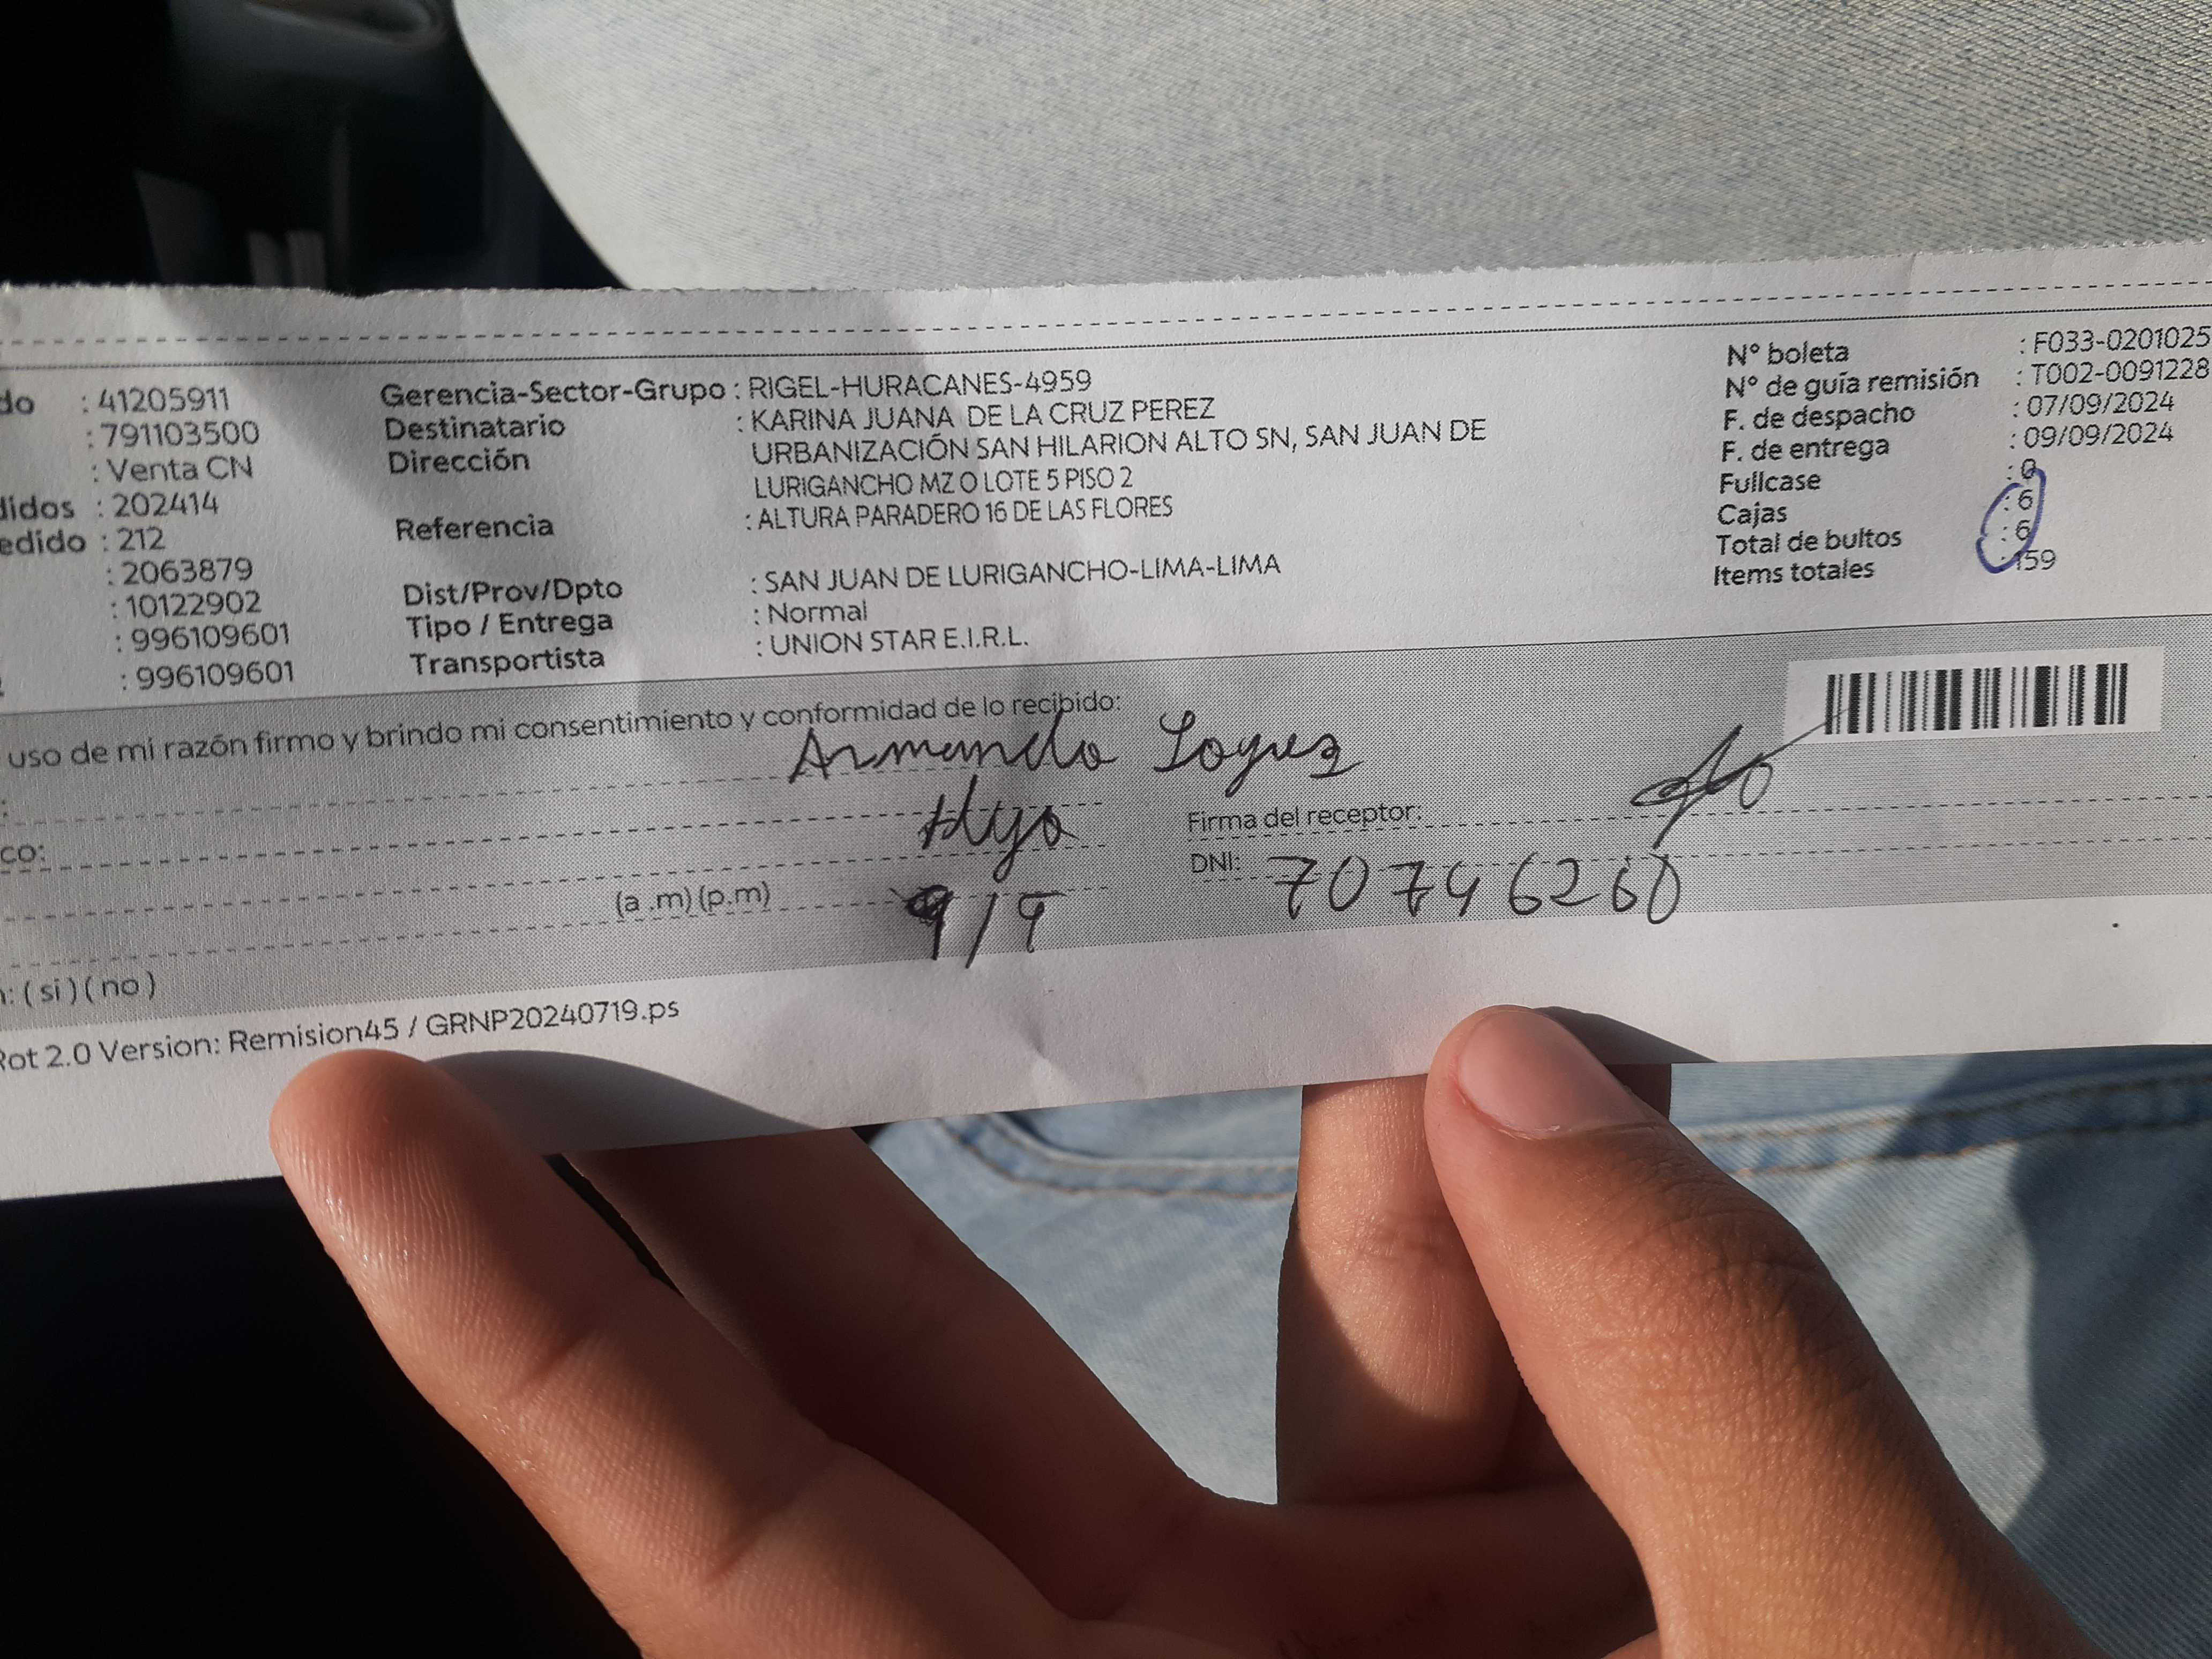 do : 41205911
: 791103500
: Venta CN
didos : 202414
edido : 212
: 2063879
: 10122902
: 996109601
: 996109601
Gerencia-Sector-Grupo : RIGEL-HURACANES-4959
Destinatario : KARINA JUANA DE LA CRUZ PEREZ
Dirección URBANIZACIÓN SAN HILARION ALTO SN, SAN JUAN DE
LURIGANCHO MZ O LOTE 5 PISO 2
Referencia : ALTURA PARADERO 16 DE LAS FLORES
Dist/Prov/Dpto : SAN JUAN DE LURIGANCHO-LIMA-LIMA
Tipo / Entrega : Normal
Transportista : UNION STAR E.I.R.L.
N° boleta : F033-0201025
N° de guía remisión : T002-0091228
F. de despacho : 07/09/2024
F. de entrega : 09/09/2024
Fullcase : 0
Cajas : 6
Total de bultos : 6
Items totales : 159
uso de mi razón firmo y brindo mi consentimiento y conformidad de lo recibido:
Armando
co:
Firma del receptor:
DNI: 70746260
(a .m) (p.m) 9/9
n: ( si ) ( no )
Rot 2.0 Version: Remision45 / GRNP20240719.ps